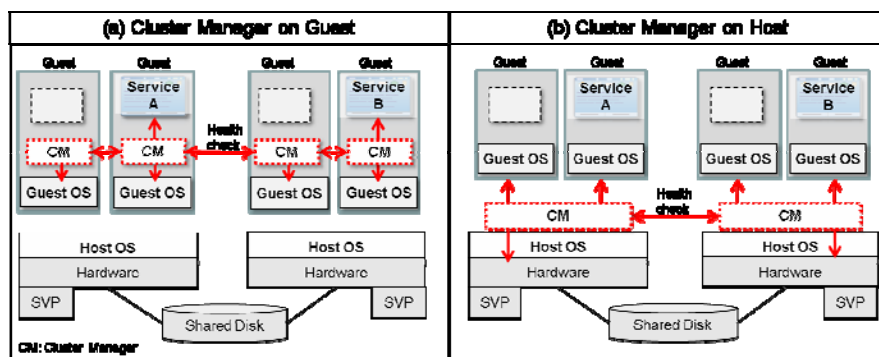 (a) Cluster Manager on Guest
Guest Guest Guest Guest
Service A
Service B
Health check
CM CM CM CM
Guest OS Guest OS Guest OS Guest OS
Host OS Host OS
Hardware Hardware
SVP SVP
Shared Disk
CM: Cluster Manager
(b) Cluster Manager on Host
Guest Guest Guest Guest
Service A
Service B
Guest OS Guest OS Guest OS Guest OS
Health check
CM CM
Host OS Host OS
Hardware Hardware
SVP SVP
Shared Disk